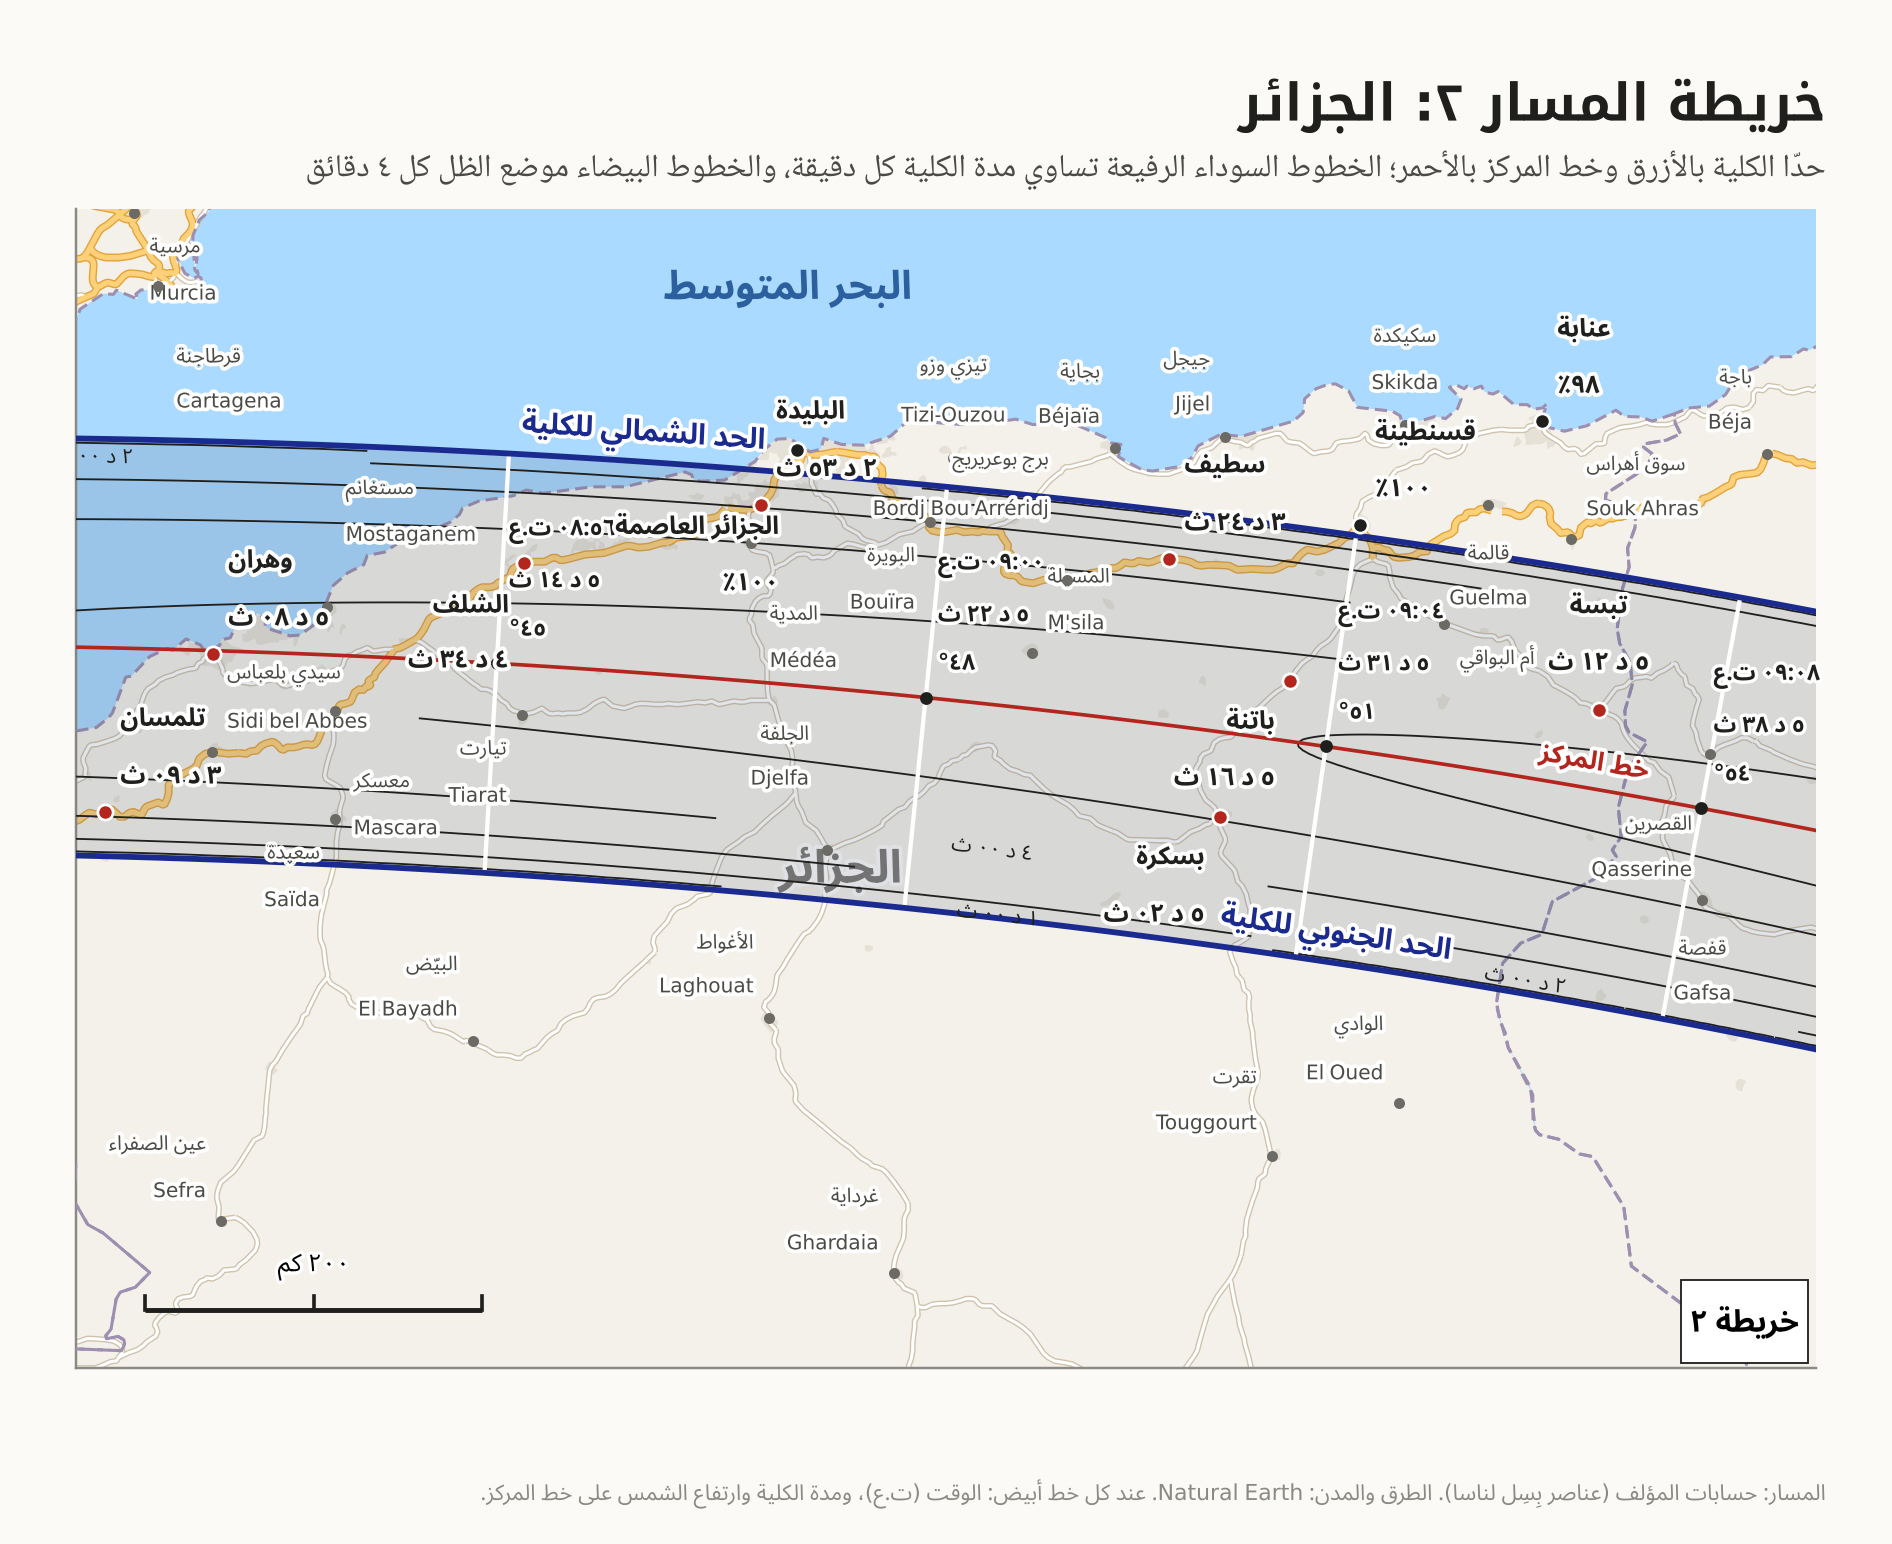 خريطة المسار ٢: الجزائر
حدّا الكلية بالأزرق وخط المركز بالأحمر؛ الخطوط السوداء الرفيعة تساوي مدة الكلية كل دقيقة، والخطوط البيضاء موضع الظل كل ٤ دقائق
مرسية
Murcia
البحر المتوسط
قرطاجنة
Cartagena
تيزي وزو
Tizi-Ouzou
بجاية
Béjaïa
جيجل
Jijel
سكيكدة
Skikda
عنابة
٩٨٪
باجة
Béja
الحد الشمالي للكلية
البليدة
٢ د ٥٣ ث
برج بوعريريج
Bordj Bou Arréridj
سطيف
٣ د ٢٤ ث
قسنطينة
١٠٠٪
سوق أهراس
Souk Ahras
٢ د ٠٠
مستغانم
Mostaganem
٠٨:٥٦ ت.ع
٥ د ١٤ ث
٤٥°
الجزائر العاصمة
١٠٠٪
البويرة
Bouïra
٠٩:٠٠ ت.ع
٥ د ٢٢ ث
٤٨°
المسيلة
M'sila
٠٩:٠٤ ت.ع
٥ د ٣١ ث
٥١°
قالمة
Guelma
تبسة
٥ د ١٢ ث
٠٩:٠٨ ت.ع
٥ د ٣٨ ث
٥٤°
وهران
٥ د ٠٨ ث
الشلف
٤ د ٣٤ ث
المدية
Médéa
أم البواقي
سيدي بلعباس
Sidi bel Abbes
تلمسان
٣ د ٠٩ ث
تيارت
Tiarat
الجلفة
Djelfa
باتنة
٥ د ١٦ ث
خط المركز
معسكر
Mascara
القصرين
Qasserine
سعيدة
Saïda
الجزائر
٤ د ٠٠ ث
١ د ٠٠ ث
بسكرة
٥ د ٠٢ ث
الحد الجنوبي للكلية
٢ د ٠٠ ث
قفصة
Gafsa
الأغواط
Laghouat
البيّض
El Bayadh
الوادي
El Oued
تقرت
Touggourt
عين الصفراء
Sefra
غرداية
Ghardaia
٢٠٠ كم
خريطة ٢
المسار: حسابات المؤلف (عناصر بِسِل لناسا). الطرق والمدن: Natural Earth. عند كل خط أبيض: الوقت (ت.ع)، ومدة الكلية وارتفاع الشمس على خط المركز.